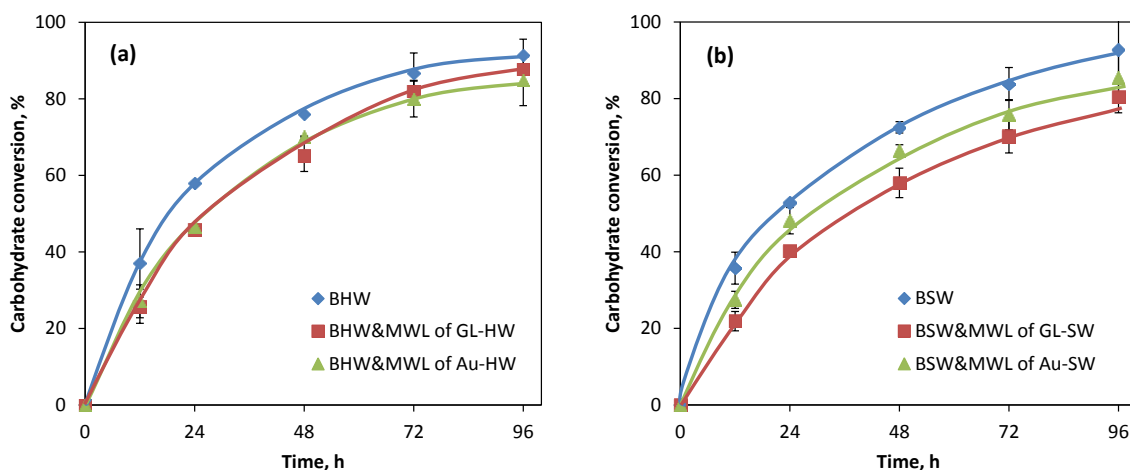 (a)
Carbohydrate conversion, %
100
80
60
40
20
0
BHW
BHW&MWL of GL-HW
BHW&MWL of Au-HW
0 24 48 72 96
Time, h
(b)
Carbohydrate conversion, %
100
80
60
40
20
0
BSW
BSW&MWL of GL-SW
BSW&MWL of Au-SW
0 24 48 72 96
Time, h